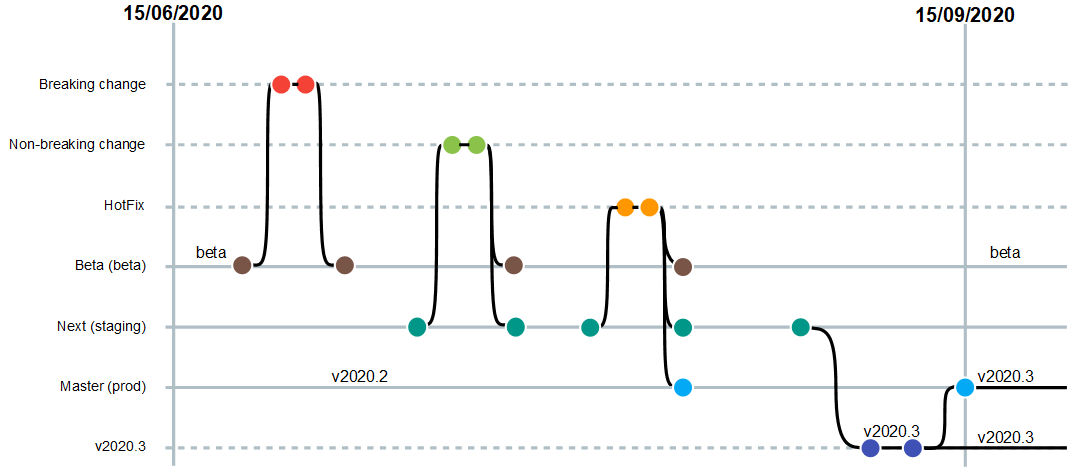 15/06/2020
15/09/2020
Breaking change
Non-breaking change
HotFix
beta
beta
Beta (beta)
Next (staging)
v2020.2
v2020.3
Master (prod)
v2020.3
v2020.3
v2020.3